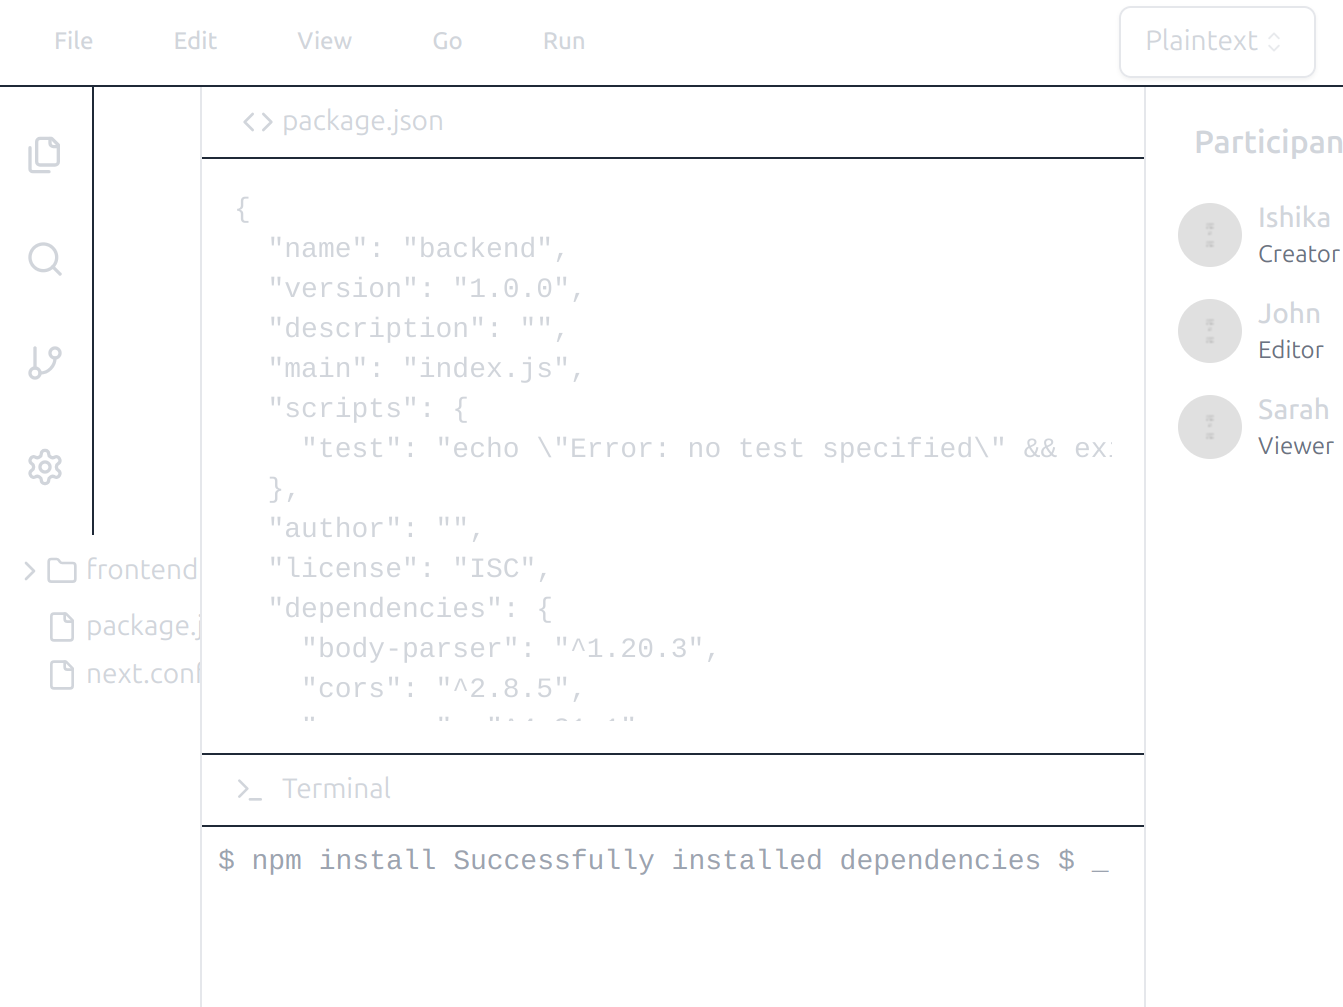 File Edit View Go Run Plaintext
package.json
{
"name": "backend",
"version": "1.0.0",
"description": "",
"main": "index.js",
"scripts": {
"test": "echo \"Error: no test specified\" && ex
},
"author": "",
"license": "ISC",
"dependencies": {
"body-parser": "^1.20.3",
"cors": "^2.8.5",
frontend
package.j
next.conf
>_ Terminal
$ npm install Successfully installed dependencies $ _
Participan
Ishika
Creator
John
Editor
Sarah
Viewer